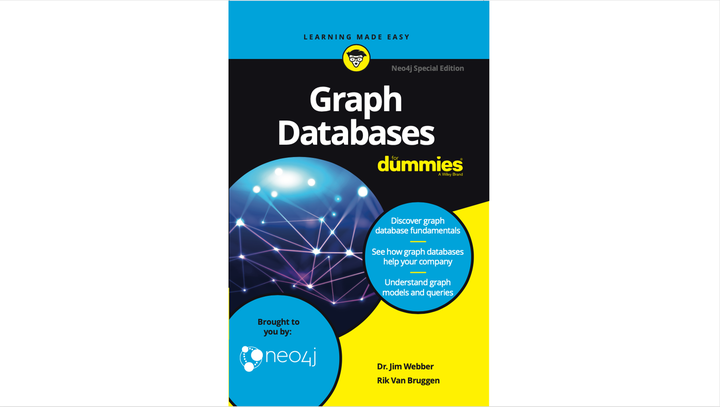 LEARNING MADE EASY
Neo4j Special Edition
Graph
Databases
for
dummies
A Wiley Brand
Discover graph
database fundamentals
See how graph databases
help your company
Understand graph
models and queries
Brought to
you by:
neo4j
Dr. Jim Webber
Rik Van Bruggen